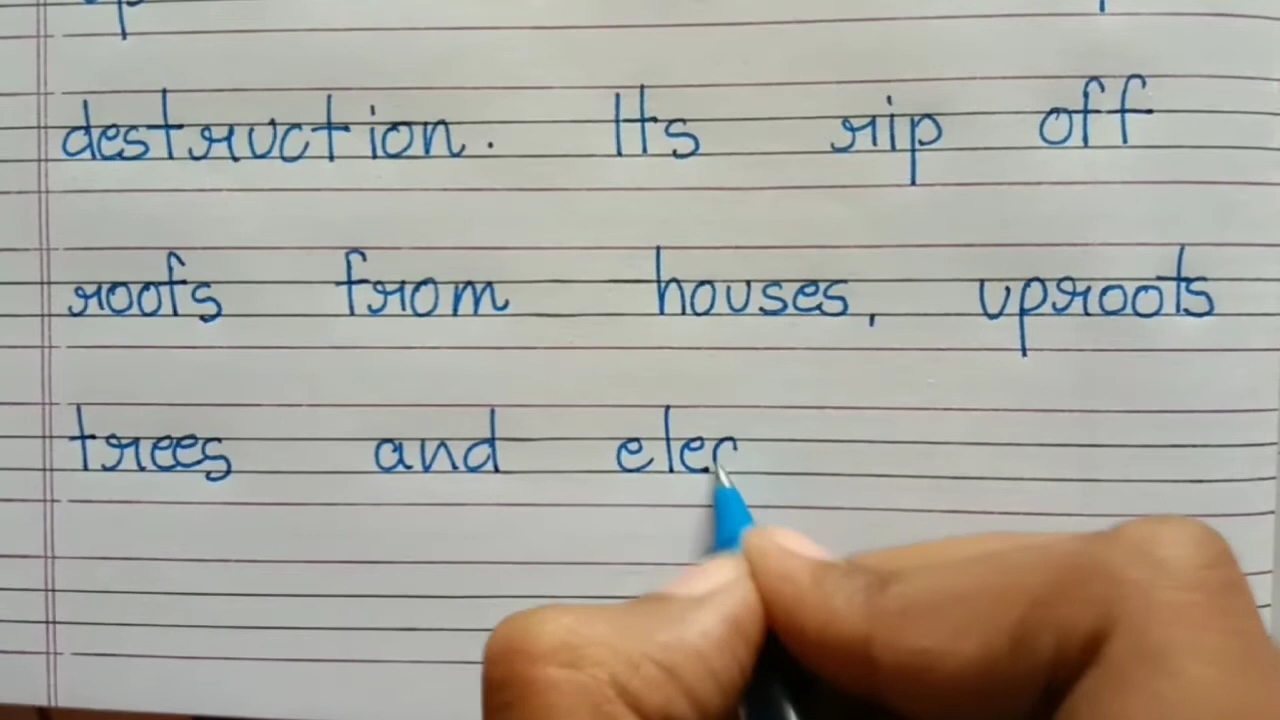 destruction. Its rip off
roofs from houses, uproots
trees and elec